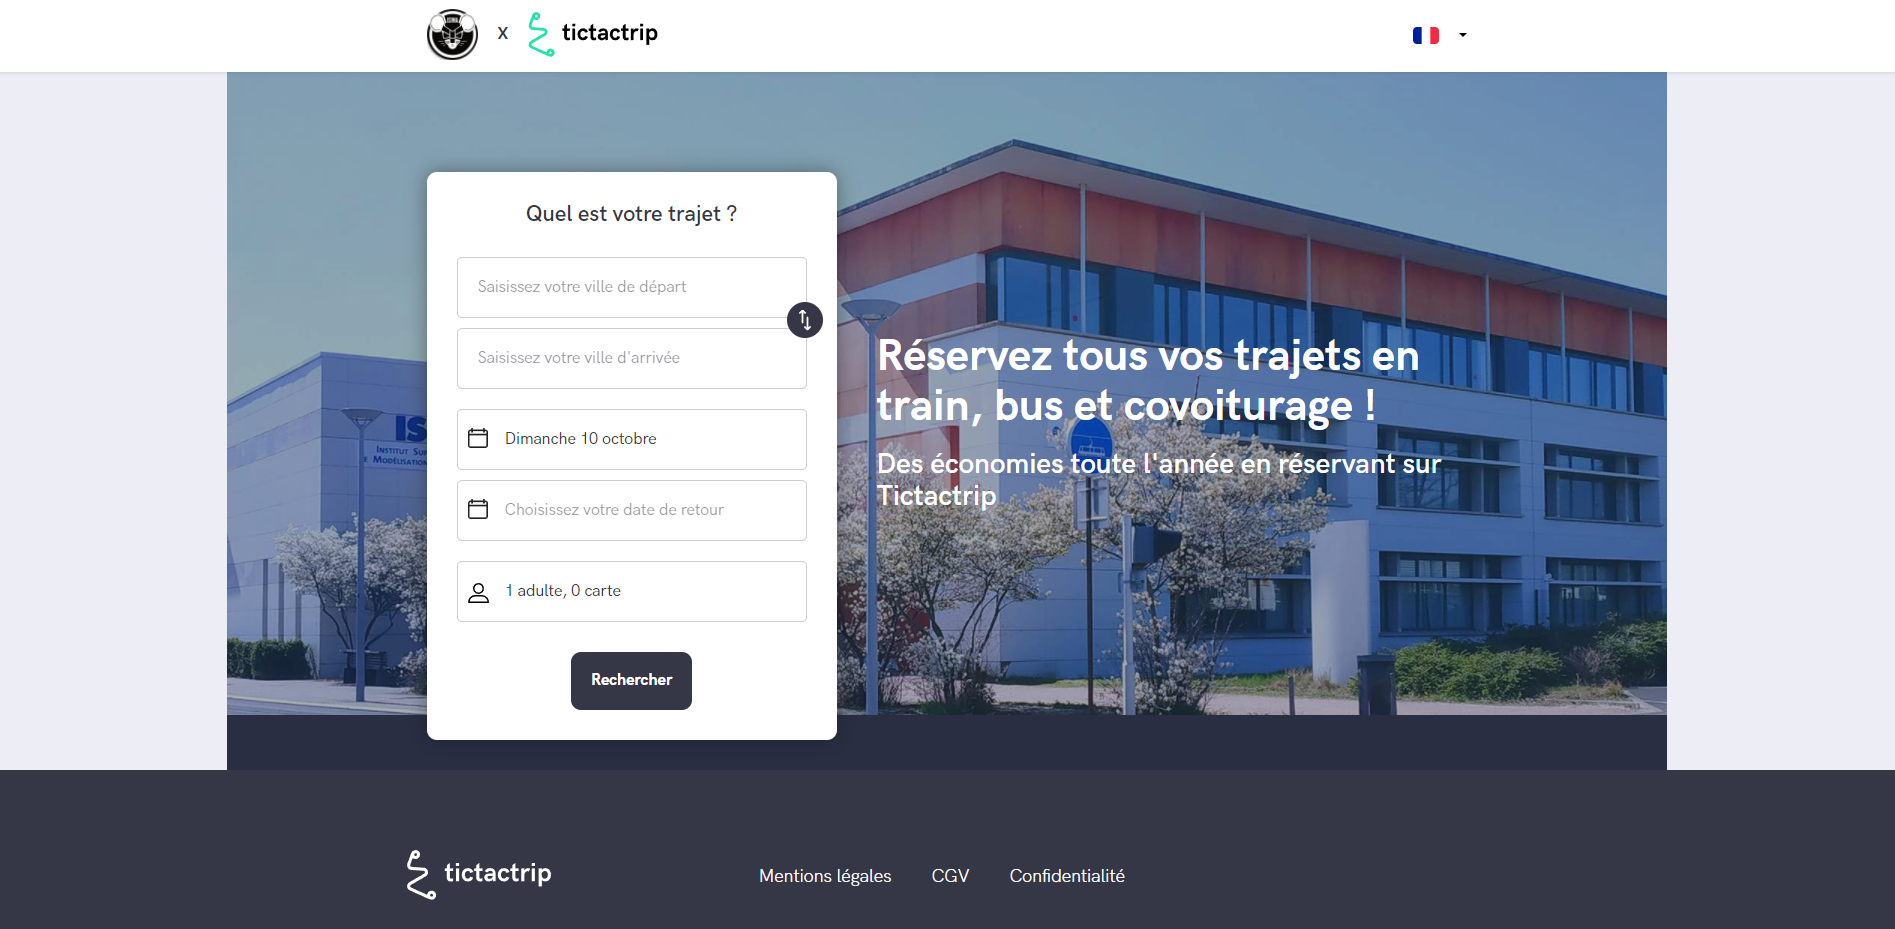 X tictactrip
Quel est votre trajet ?
Saisissez votre ville de départ
Saisissez votre ville d'arrivée
Dimanche 10 octobre
Choisissez votre date de retour
1 adulte, 0 carte
Rechercher
Réservez tous vos trajets en
train, bus et covoiturage !
Des économies toute l'année en réservant sur
Tictactrip
IS
INSTITUT
MODÉLISATION
tictactrip
Mentions légales
CGV
Confidentialité